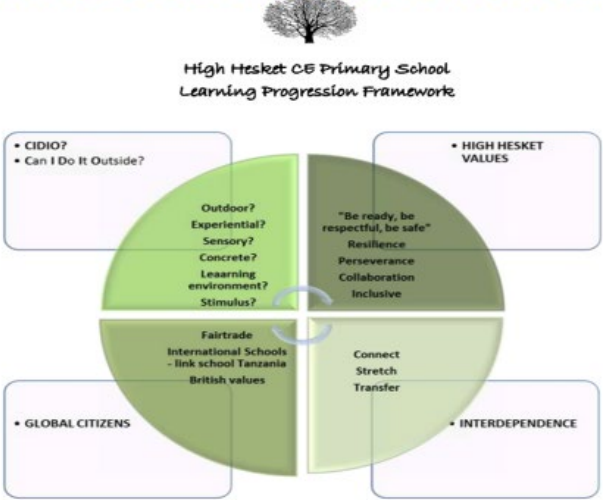 High Hesket CE Primary School
Learning Progression Framework
• CIDIO?
• Can I Do It Outside?
• HIGH HESKET
VALUES
Outdoor?
Experiential?
Sensory?
Concrete?
Leaarning
environment?
Stimulus?
"Be ready, be
respectful, be safe"
Resilience
Perseverance
Collaboration
Inclusive
Fairtrade
International Schools
- link school Tanzania
British values
Connect
Stretch
Transfer
• GLOBAL CITIZENS
• INTERDEPENDENCE